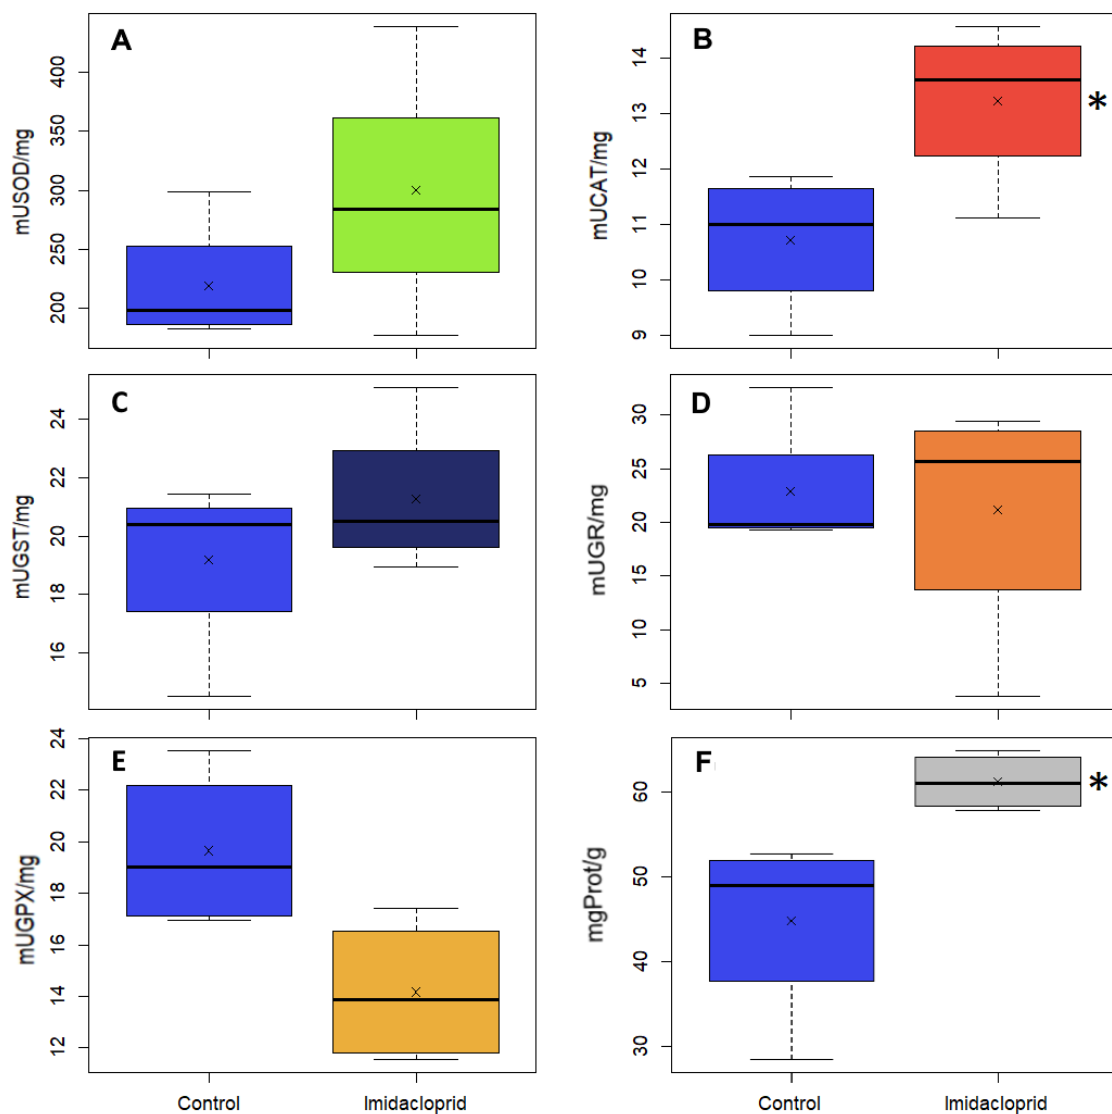 A
mUSOD/mg
400
350
300
250
200
B
mUCAT/mg
14
13
12
11
10
9
*
C
mUGST/mg
24
22
20
18
16
D
mUGR/mg
30
25
20
15
10
5
E
mUGPX/mg
24
22
20
18
16
14
12
Control
Imidacloprid
F
mgProt/g
60
50
40
30
*
Control
Imidacloprid